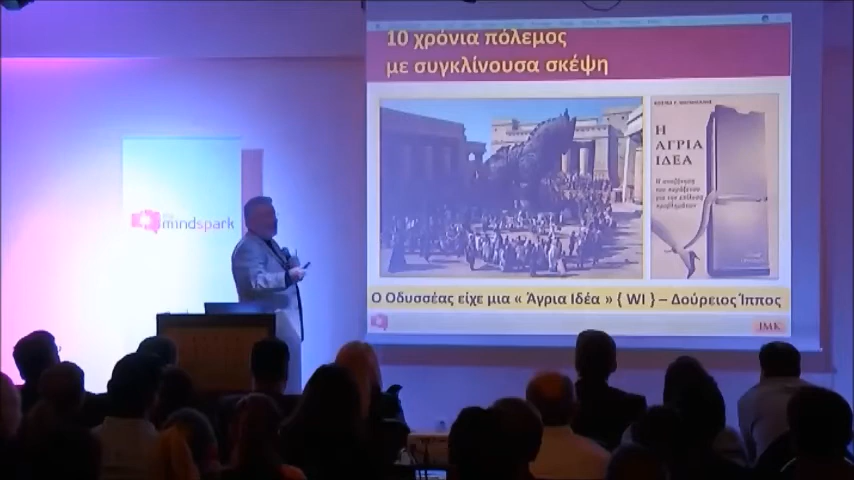 10 χρόνια πόλεμος
με συγκλίνουσα σκέψη
Η
ΑΓΡΙΑ
ΙΔΕΑ
Ο Οδυσσέας είχε μια « Άγρια Ιδέα » { WI } – Δούρειος Ίππος
JMK
mindspark